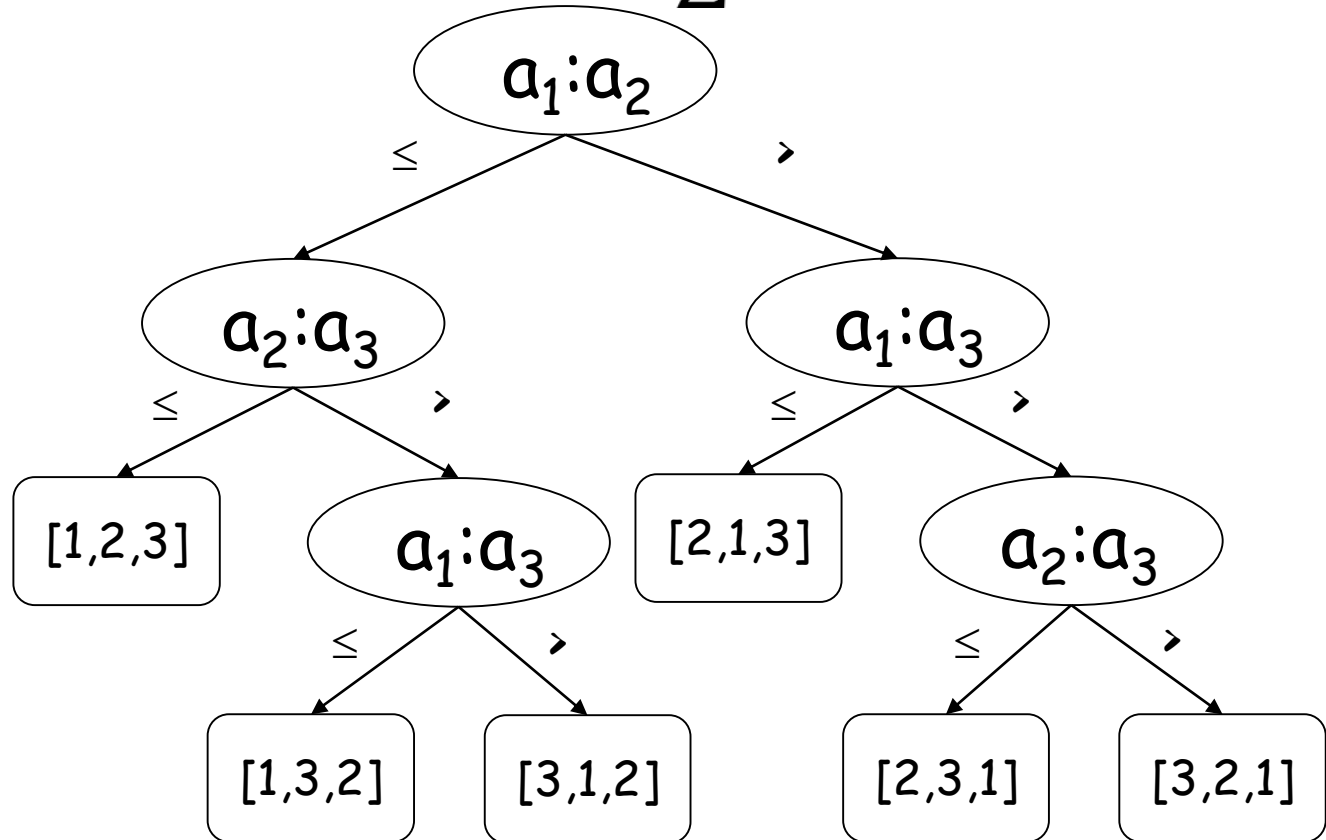 a₁:a₂
≤ >
a₂:a₃ a₁:a₃
≤ > ≤ >
[1,2,3] a₁:a₃ [2,1,3] a₂:a₃
≤ > ≤ >
[1,3,2] [3,1,2] [2,3,1] [3,2,1]